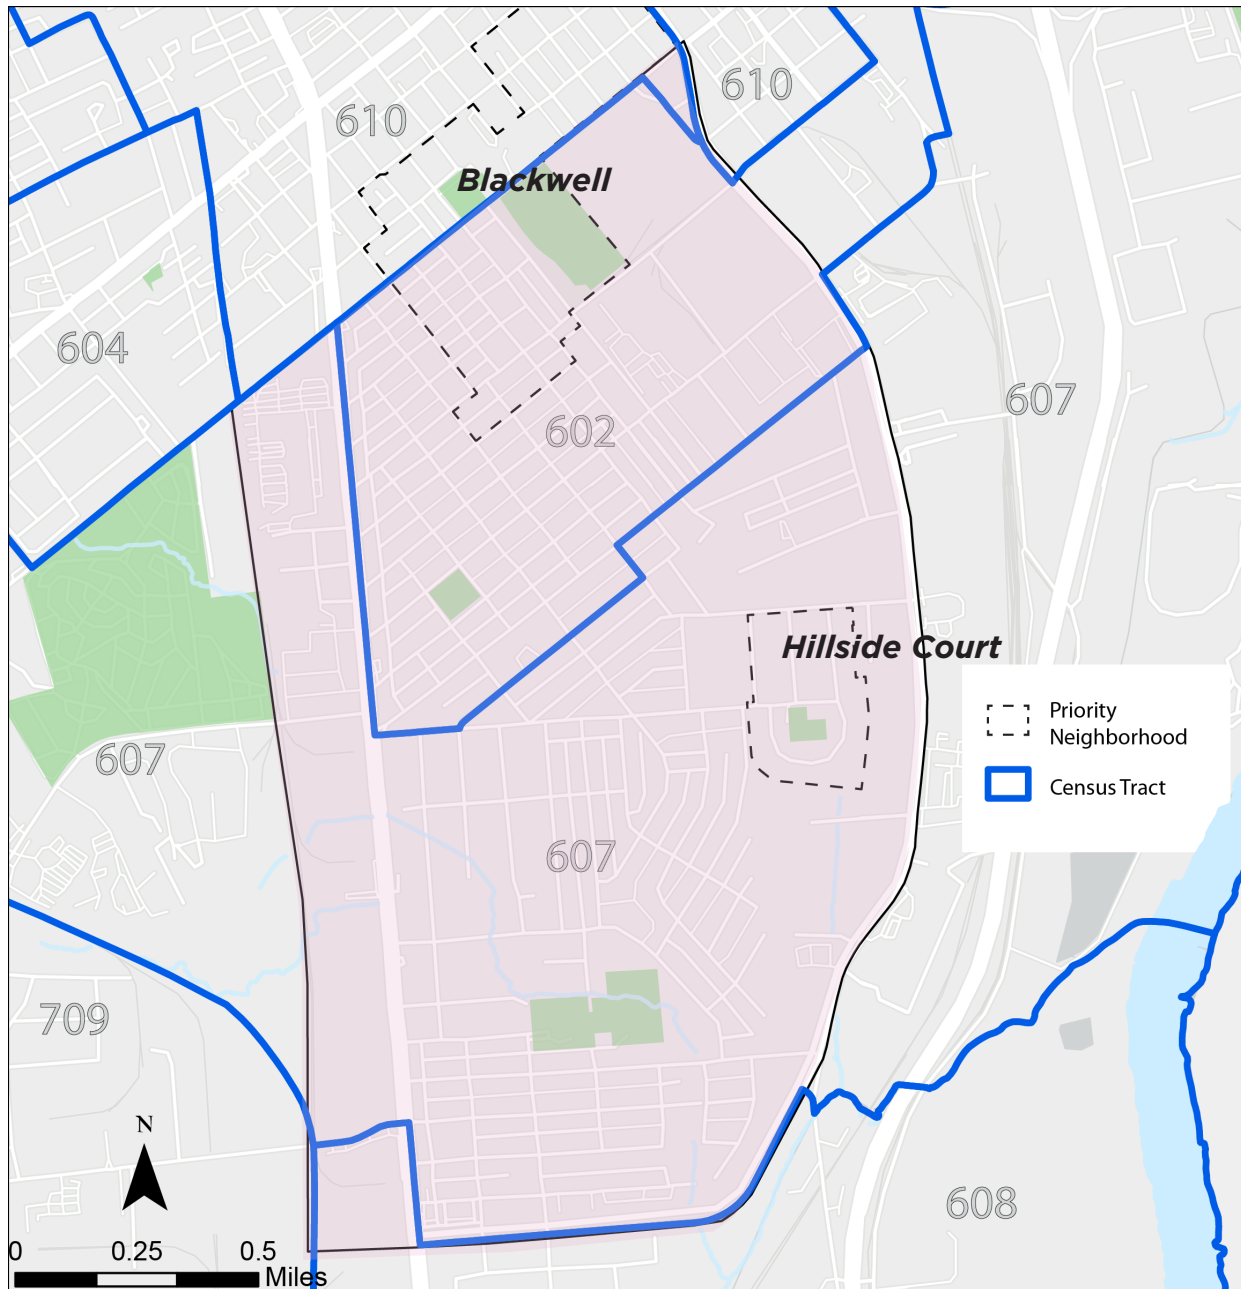 610
610
Blackwell
604
607
602
Hillside Court
Priority
Neighborhood
Census Tract
607
607
709
N
608
0 0.25 0.5
Miles